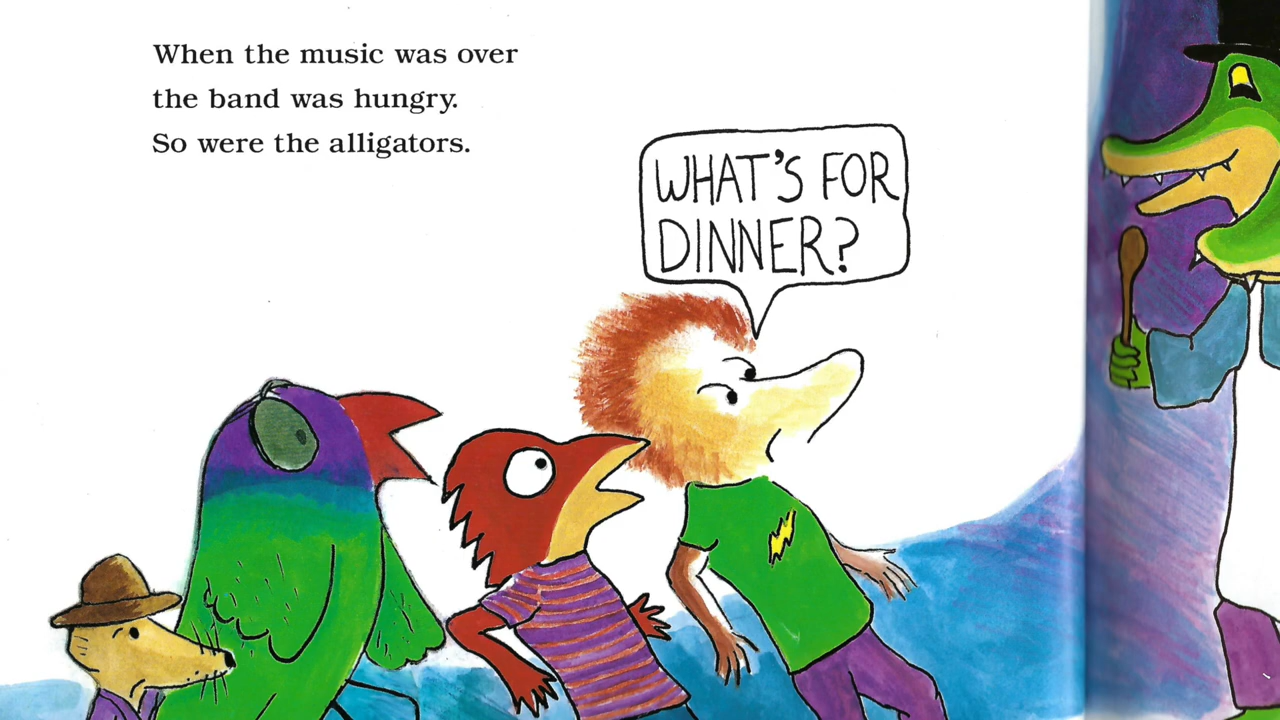 When the music was over
the band was hungry.
So were the alligators.
WHAT'S FOR
DINNER?